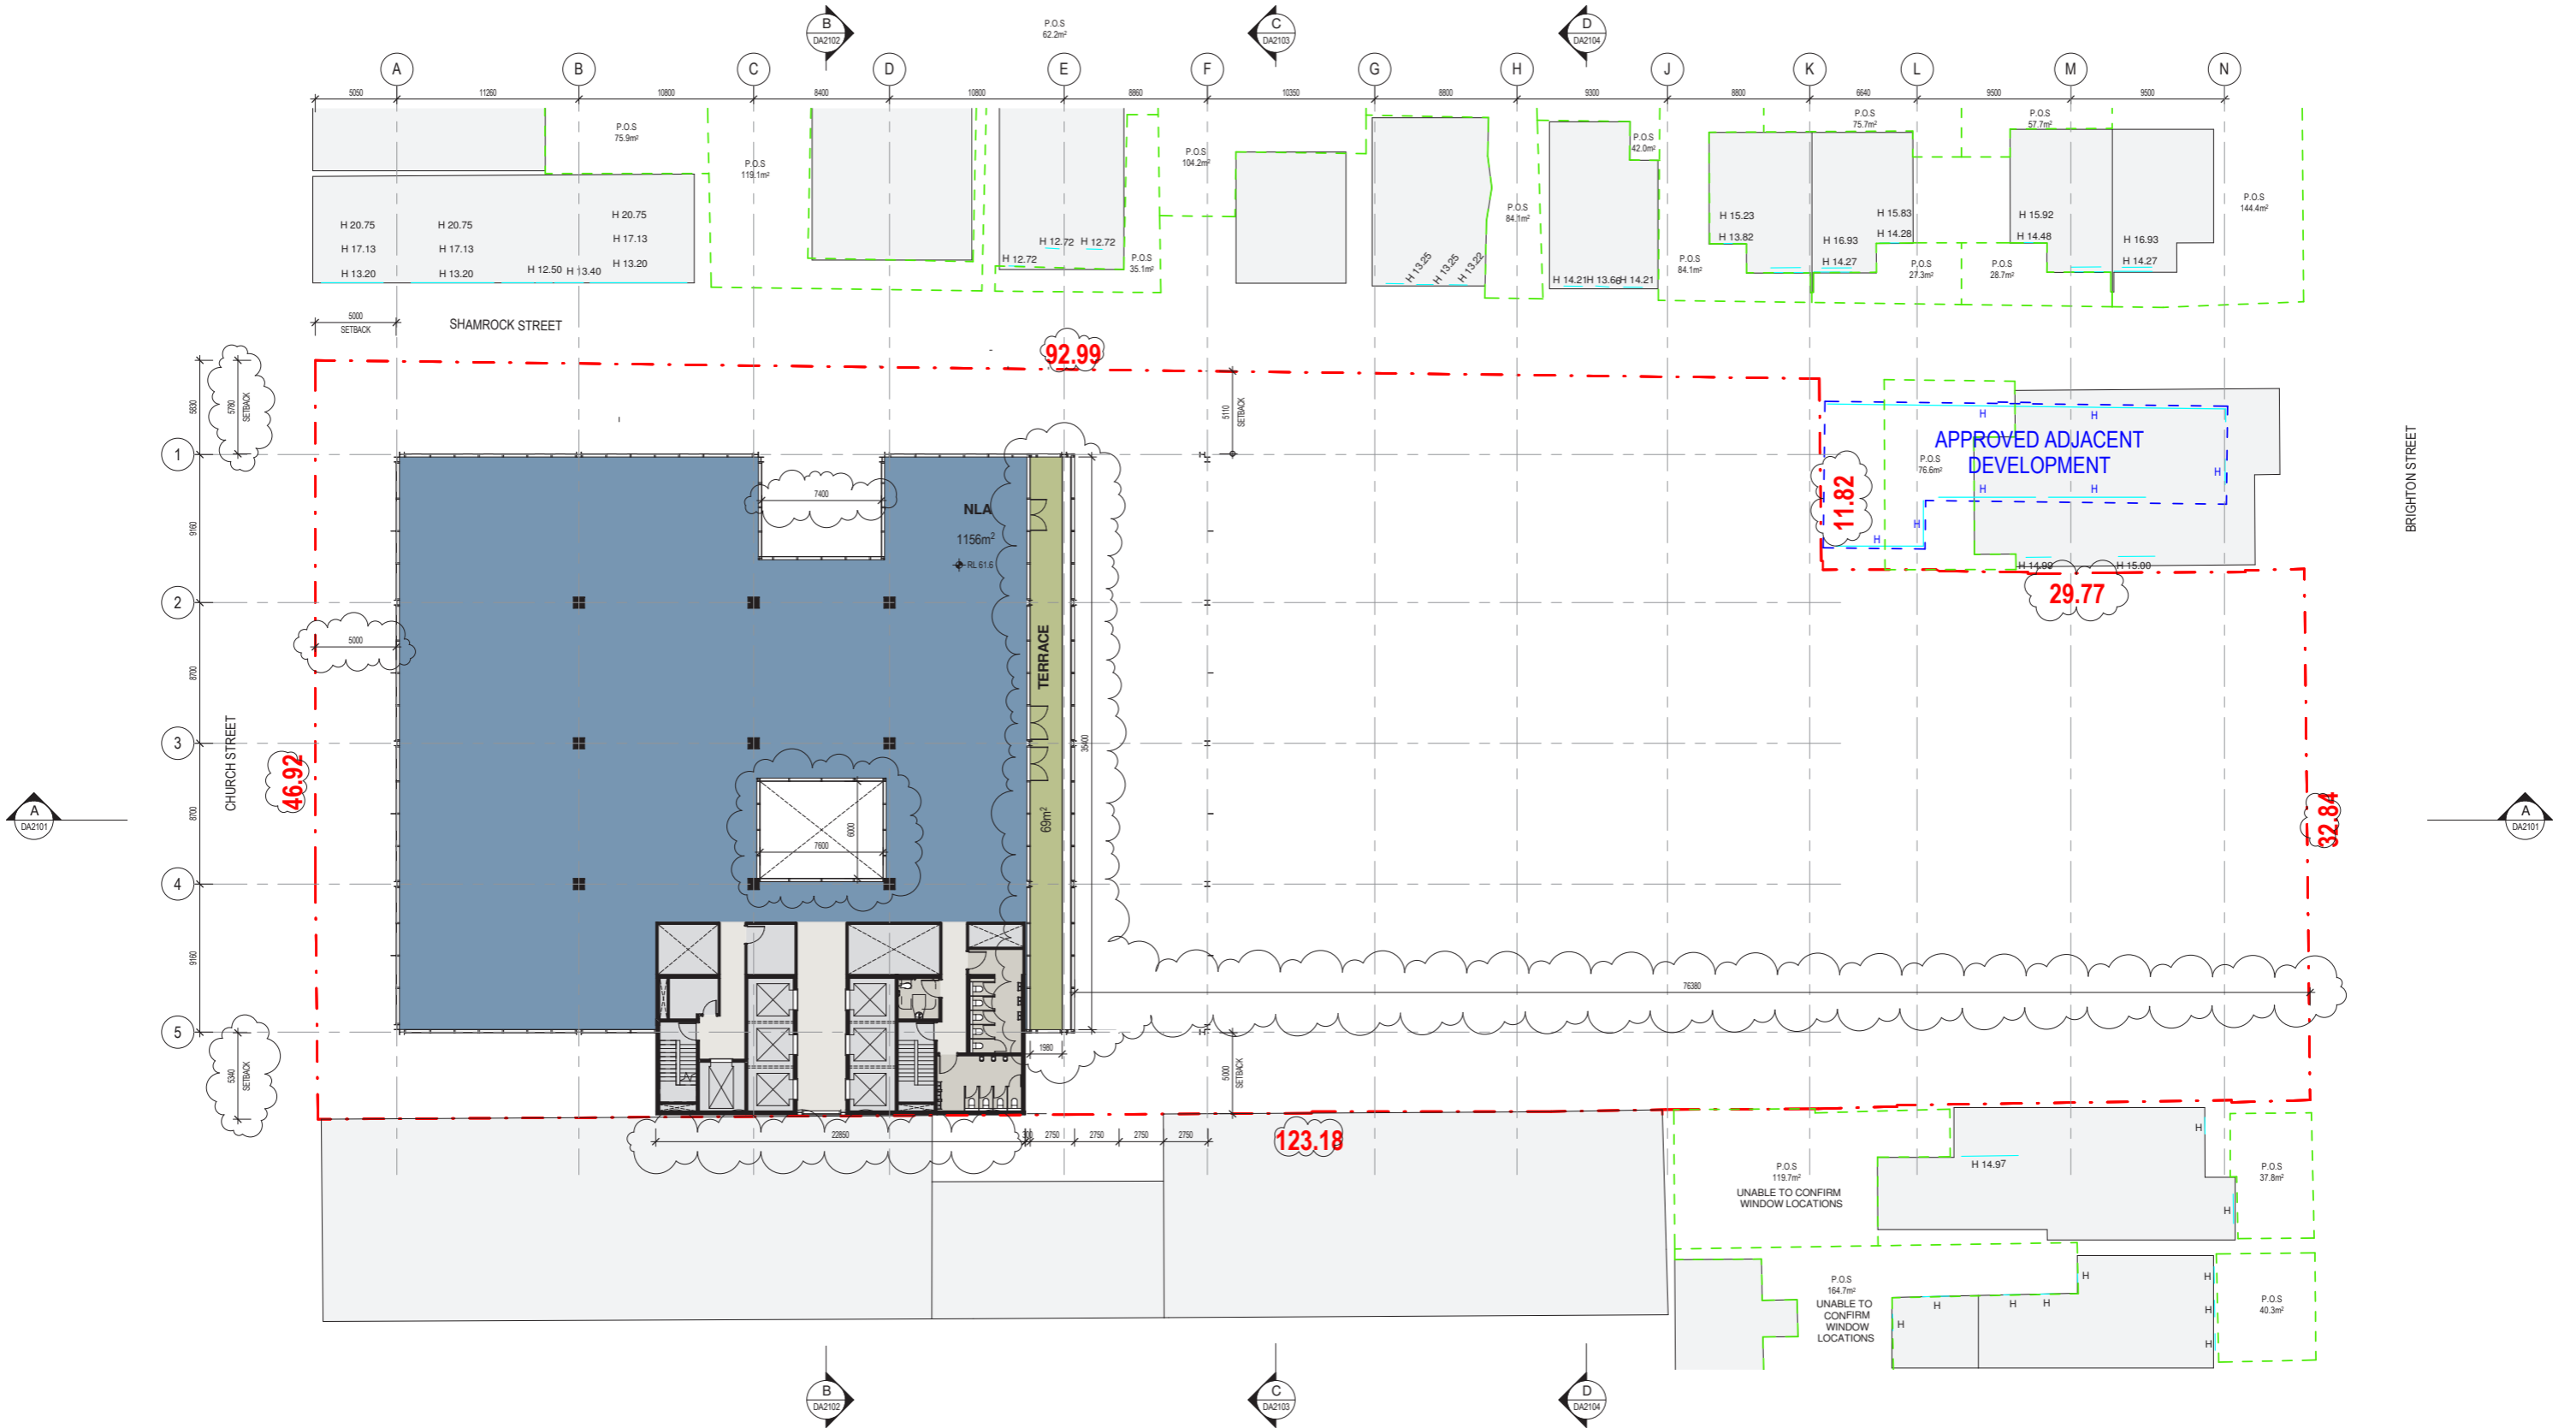 B
DA2102
P.O.S
62.2m²
C
DA2103
D
DA2104
A
B
C
D
E
F
G
H
J
K
L
M
N
5050
11260
10800
8400
10800
8860
10350
8800
9300
8800
6640
9500
9500
P.O.S
75.9m²
P.O.S
119.1m²
P.O.S
104.2m²
P.O.S
42.0m²
P.O.S
75.7m²
P.O.S
57.7m²
P.O.S
144.4m²
P.O.S
84.1m²
P.O.S
35.1m²
P.O.S
84.1m²
P.O.S
27.3m²
P.O.S
28.7m²
H 20.75
H 17.13
H 13.20
H 20.75
H 17.13
H 13.20
H 12.50
H 13.40
H 20.75
H 17.13
H 13.20
H 12.72
H 12.72
H 12.72
H 13.25
H 13.25
H 13.22
H 14.21
H 13.66
H 14.21
H 15.23
H 13.82
H 16.93
H 14.27
H 15.83
H 14.28
H 15.92
H 14.48
H 16.93
H 14.27
5000
SETBACK
SHAMROCK STREET
92.99
5830
5780
SETBACK
5110
SETBACK
1
2
3
4
5
9160
8700
8700
9160
5340
SETBACK
5000
CHURCH STREET
46.92
A
DA2101
7400
NLA
1156m²
RL 61.6
TERRACE
69m²
35400
7600
6000
11.82
APPROVED ADJACENT
DEVELOPMENT
P.O.S
76.6m²
H
H
H
H
H
H
H
H 14.99
H 15.00
29.77
BRIGHTON STREET
32.84
A
DA2101
76380
1980
5000
SETBACK
22850
300
2750
2750
2750
2750
123.18
P.O.S
119.7m²
UNABLE TO CONFIRM
WINDOW LOCATIONS
H 14.97
H
H
P.O.S
37.8m²
P.O.S
164.7m²
UNABLE TO
CONFIRM
WINDOW
LOCATIONS
H
H
H
H
H
H
H
H
P.O.S
40.3m²
B
DA2102
C
DA2103
D
DA2104